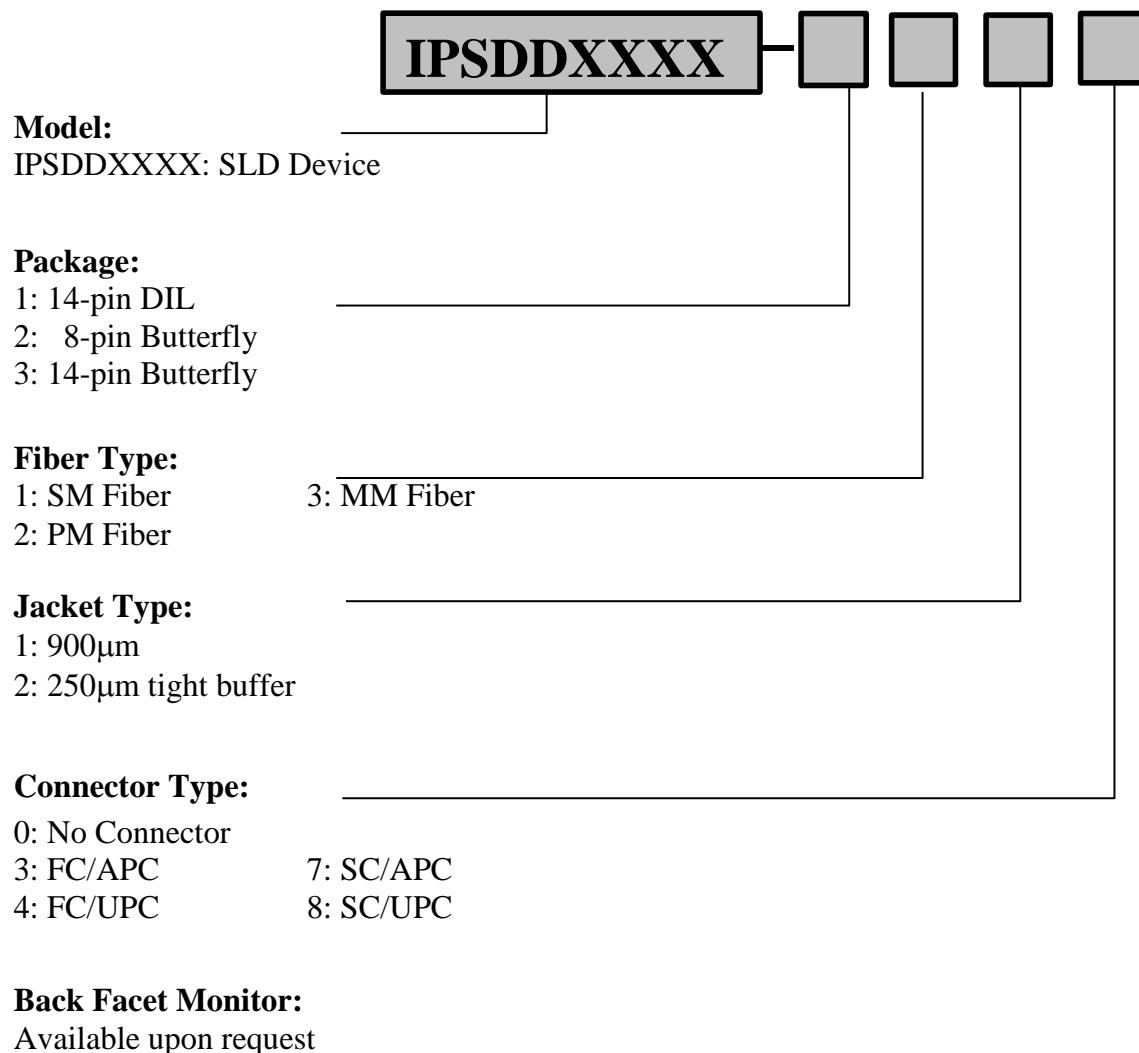 IPSDDXXXX
Model:
IPSDDXXXX: SLD Device
Package:
1: 14-pin DIL
2: 8-pin Butterfly
3: 14-pin Butterfly
Fiber Type:
1: SM Fiber 3: MM Fiber
2: PM Fiber
Jacket Type:
1: 900µm
2: 250µm tight buffer
Connector Type:
0: No Connector
3: FC/APC 7: SC/APC
4: FC/UPC 8: SC/UPC
Back Facet Monitor:
Available upon request